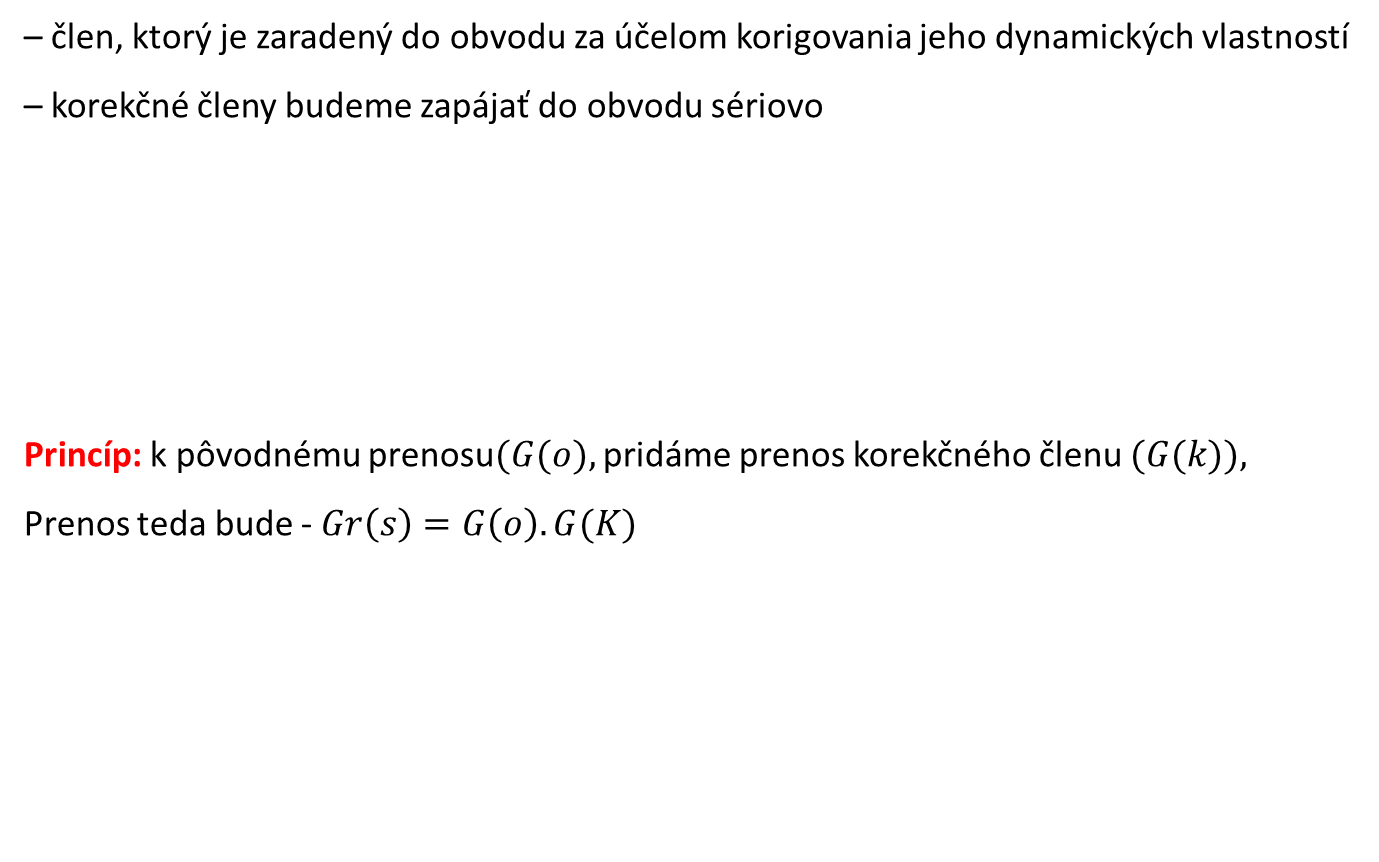 – člen, ktorý je zaradený do obvodu za účelom korigovania jeho dynamických vlastností
– korekčné členy budeme zapájať do obvodu sériovo
Princíp: k pôvodnému prenosu(G(o), pridáme prenos korekčného členu (G(k)),
Prenos teda bude - Gr(s) = G(o). G(K)